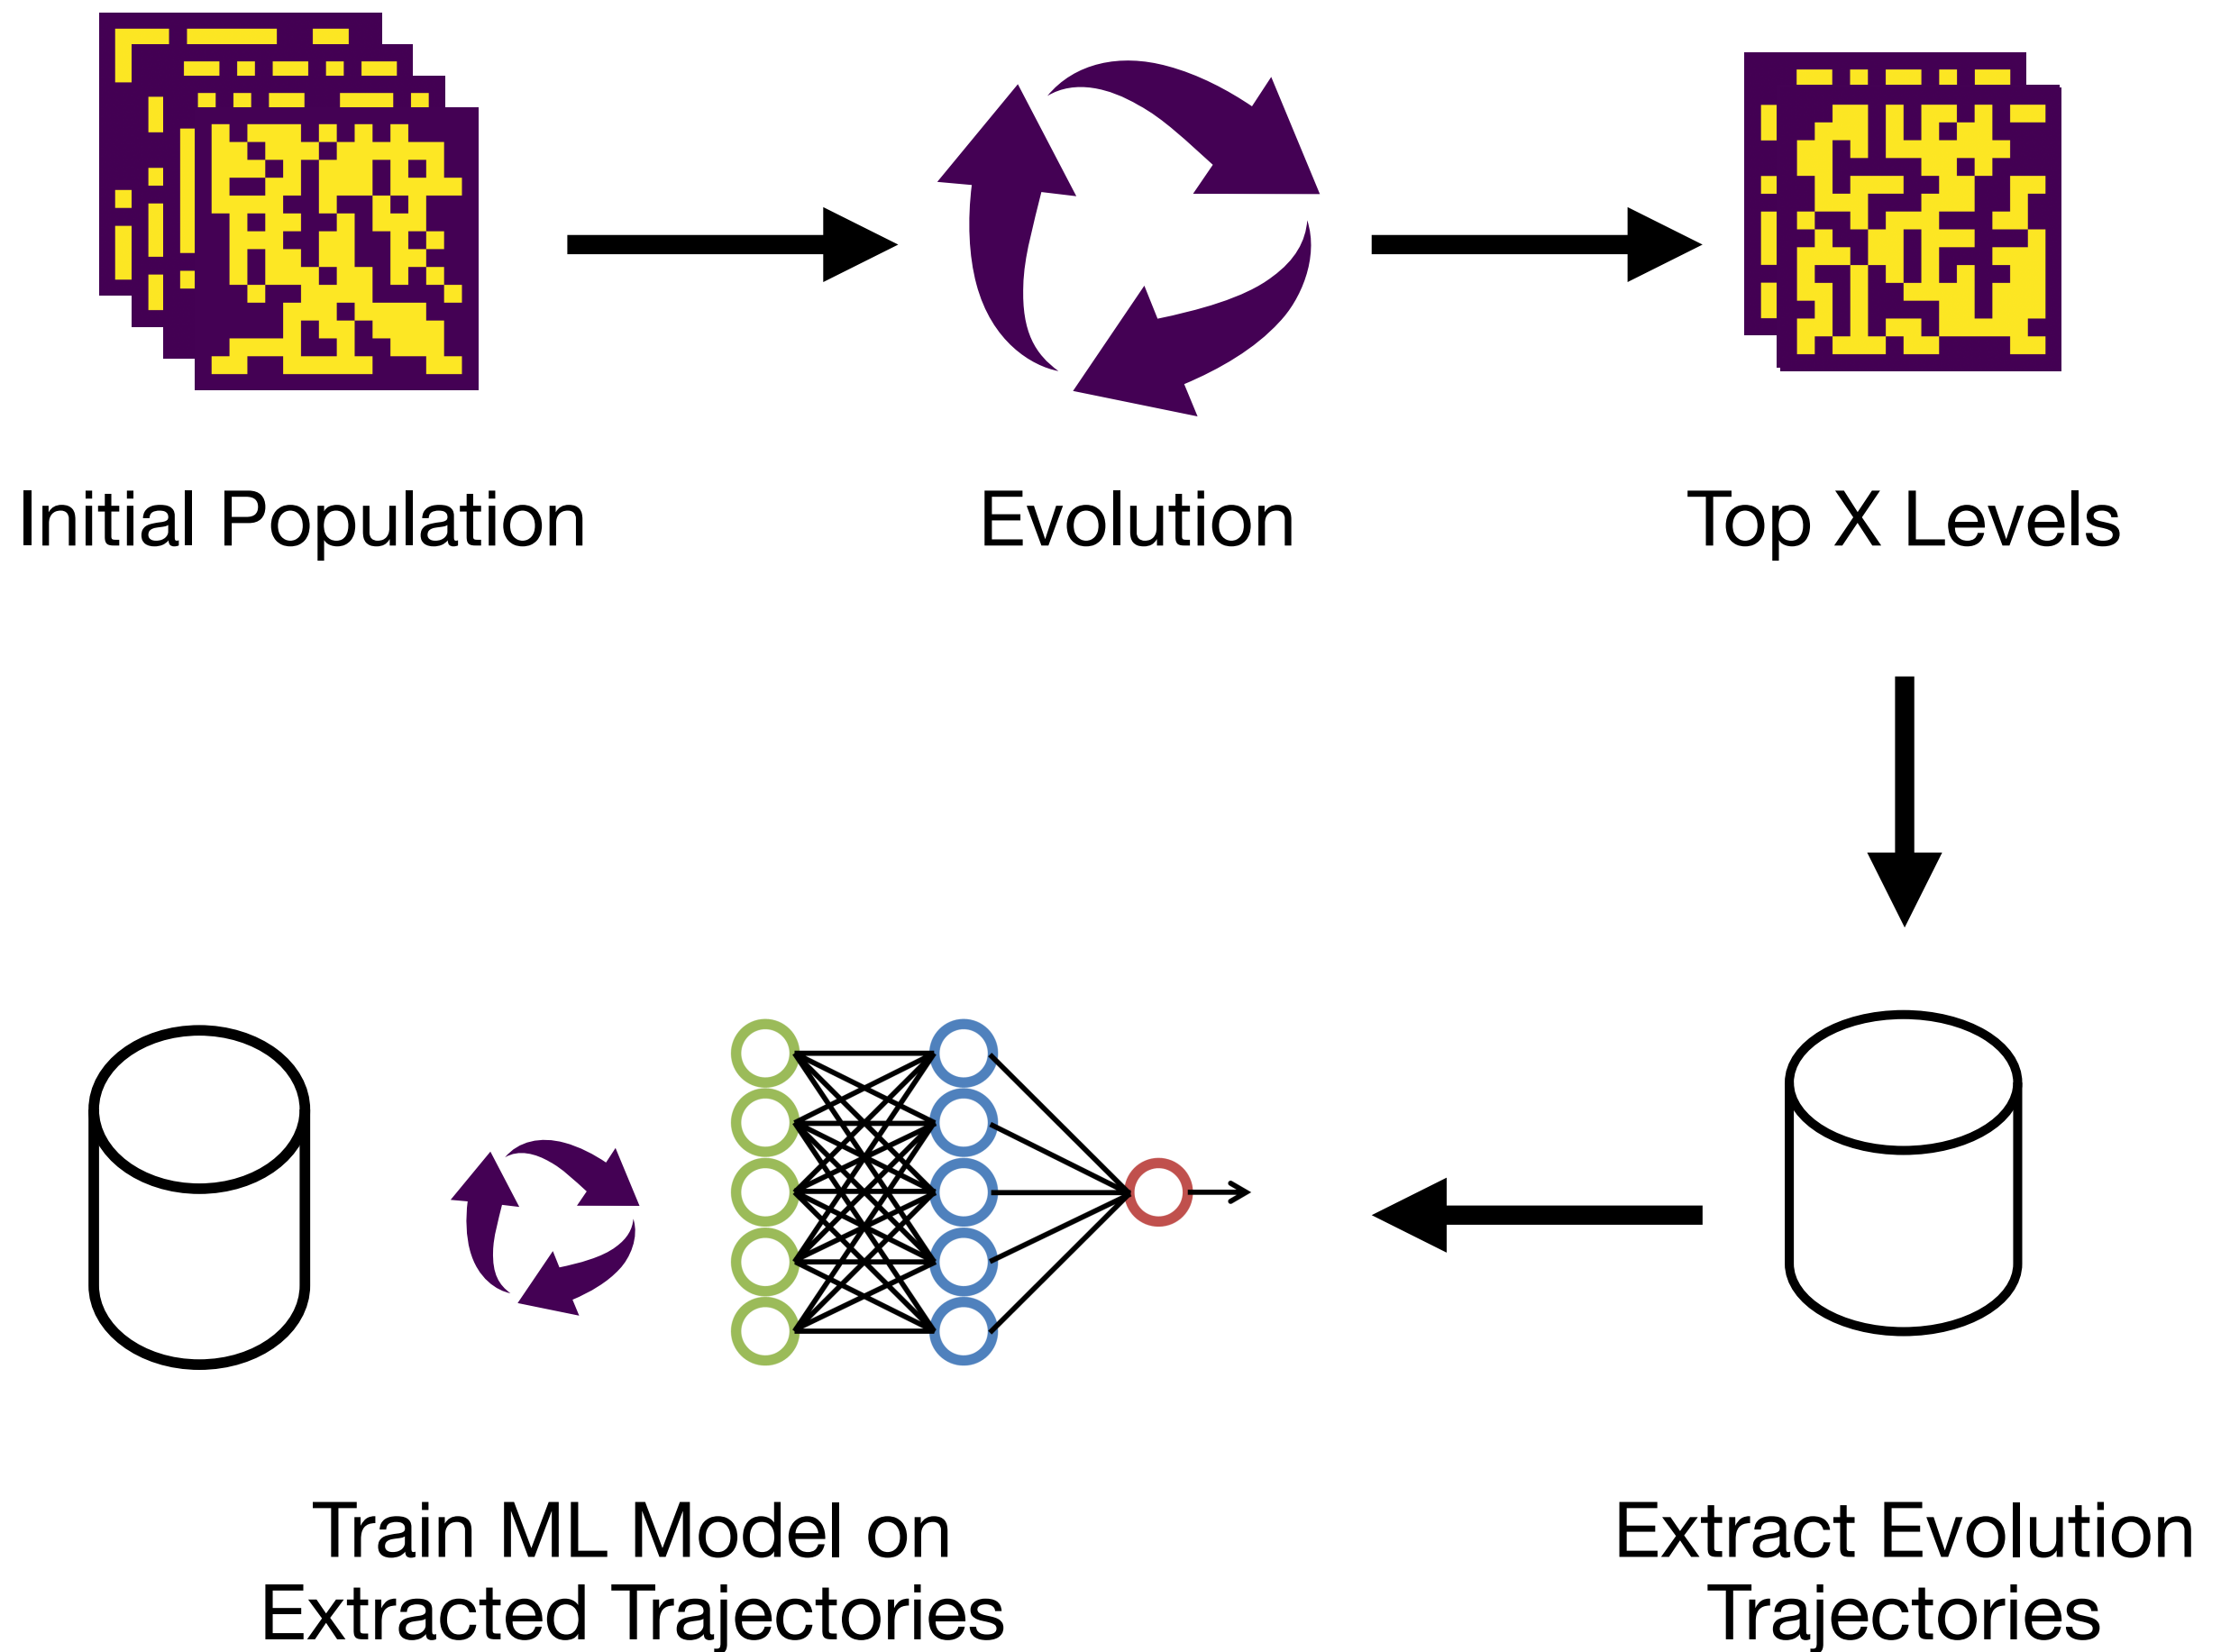 Initial Population
Evolution
Top X Levels
Train ML Model on
Extracted Trajectories
Extract Evolution
Trajectories